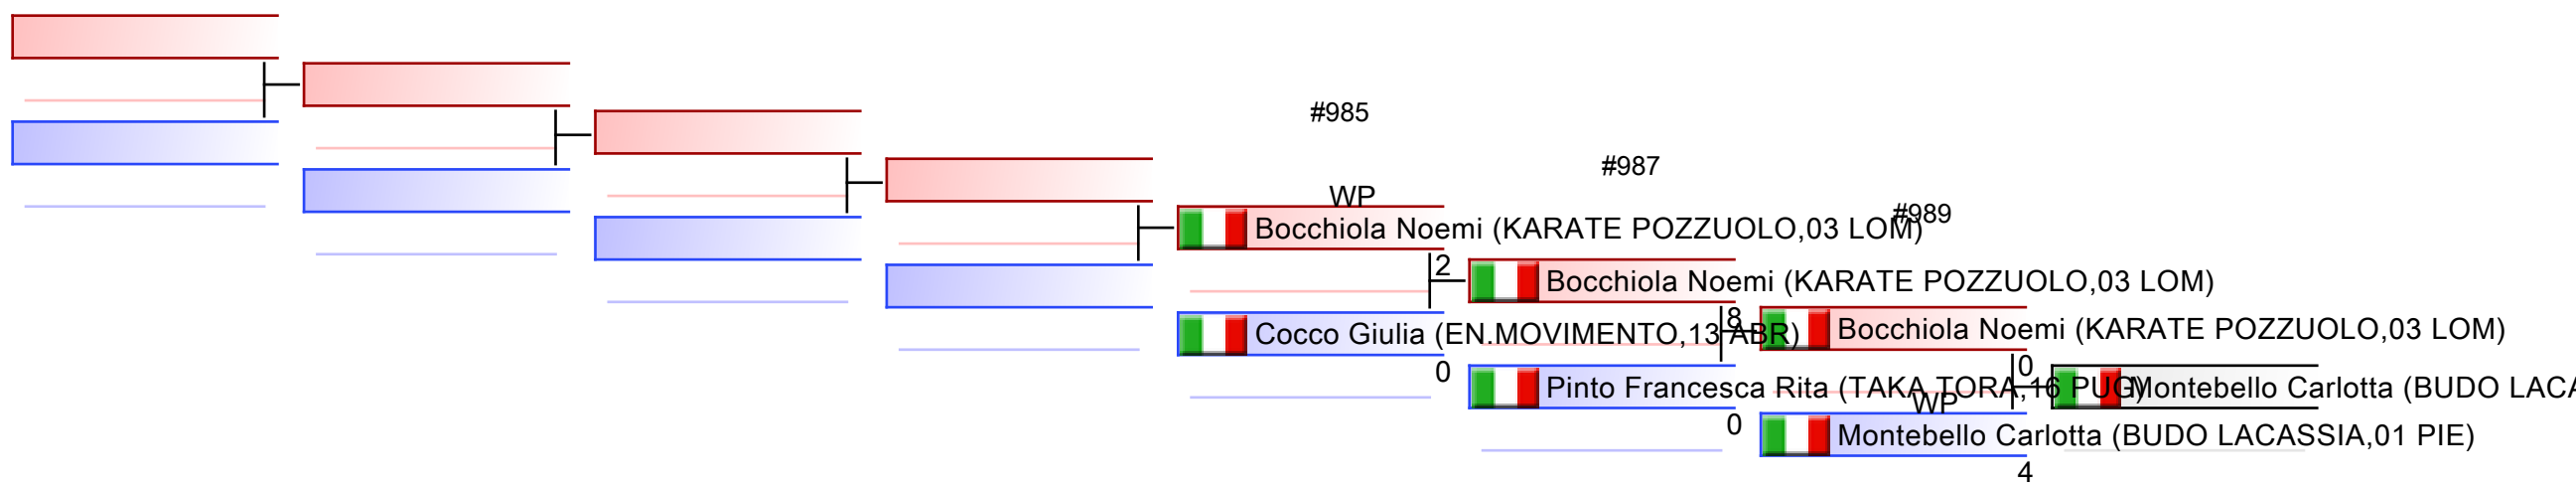 #985
#987
WP
#989
Bocchiola Noemi (KARATE POZZUOLO,03 LOM)
2
Bocchiola Noemi (KARATE POZZUOLO,03 LOM)
8
Bocchiola Noemi (KARATE POZZUOLO,03 LOM)
Cocco Giulia (EN.MOVIMENTO,13 ABR)
0
0
Pinto Francesca Rita (TAKA TORA,16 PUG)
Montebello Carlotta (BUDO LACA
WP
0
Montebello Carlotta (BUDO LACASSIA,01 PIE)
4